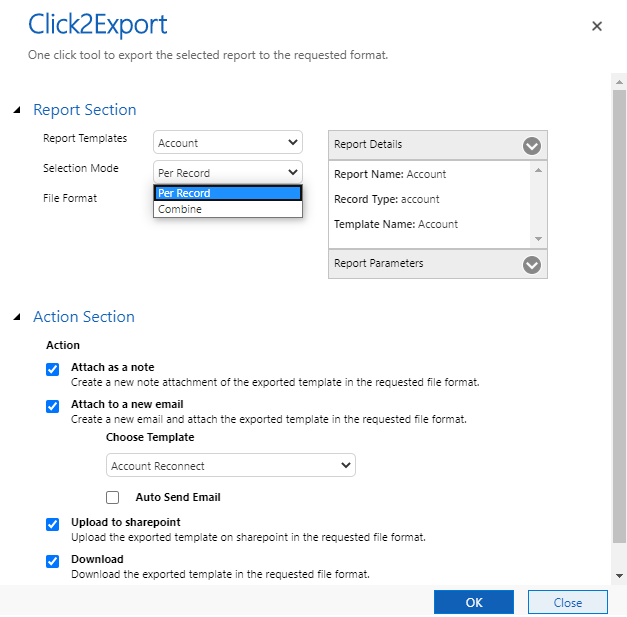 Click2Export
One click tool to export the selected report to the requested format.
Report Section
Report Templates
Account
Selection Mode
Per Record
Per Record
Combine
File Format
Report Details
Report Name: Account
Record Type: account
Template Name: Account
Report Parameters
Action Section
Action
Attach as a note
Create a new note attachment of the exported template in the requested file format.
Attach to a new email
Create a new email and attach the exported template in the requested file format.
Choose Template
Account Reconnect
Auto Send Email
Upload to sharepoint
Upload the exported template on sharepoint in the requested file format.
Download
Download the exported template in the requested file format.
OK
Close